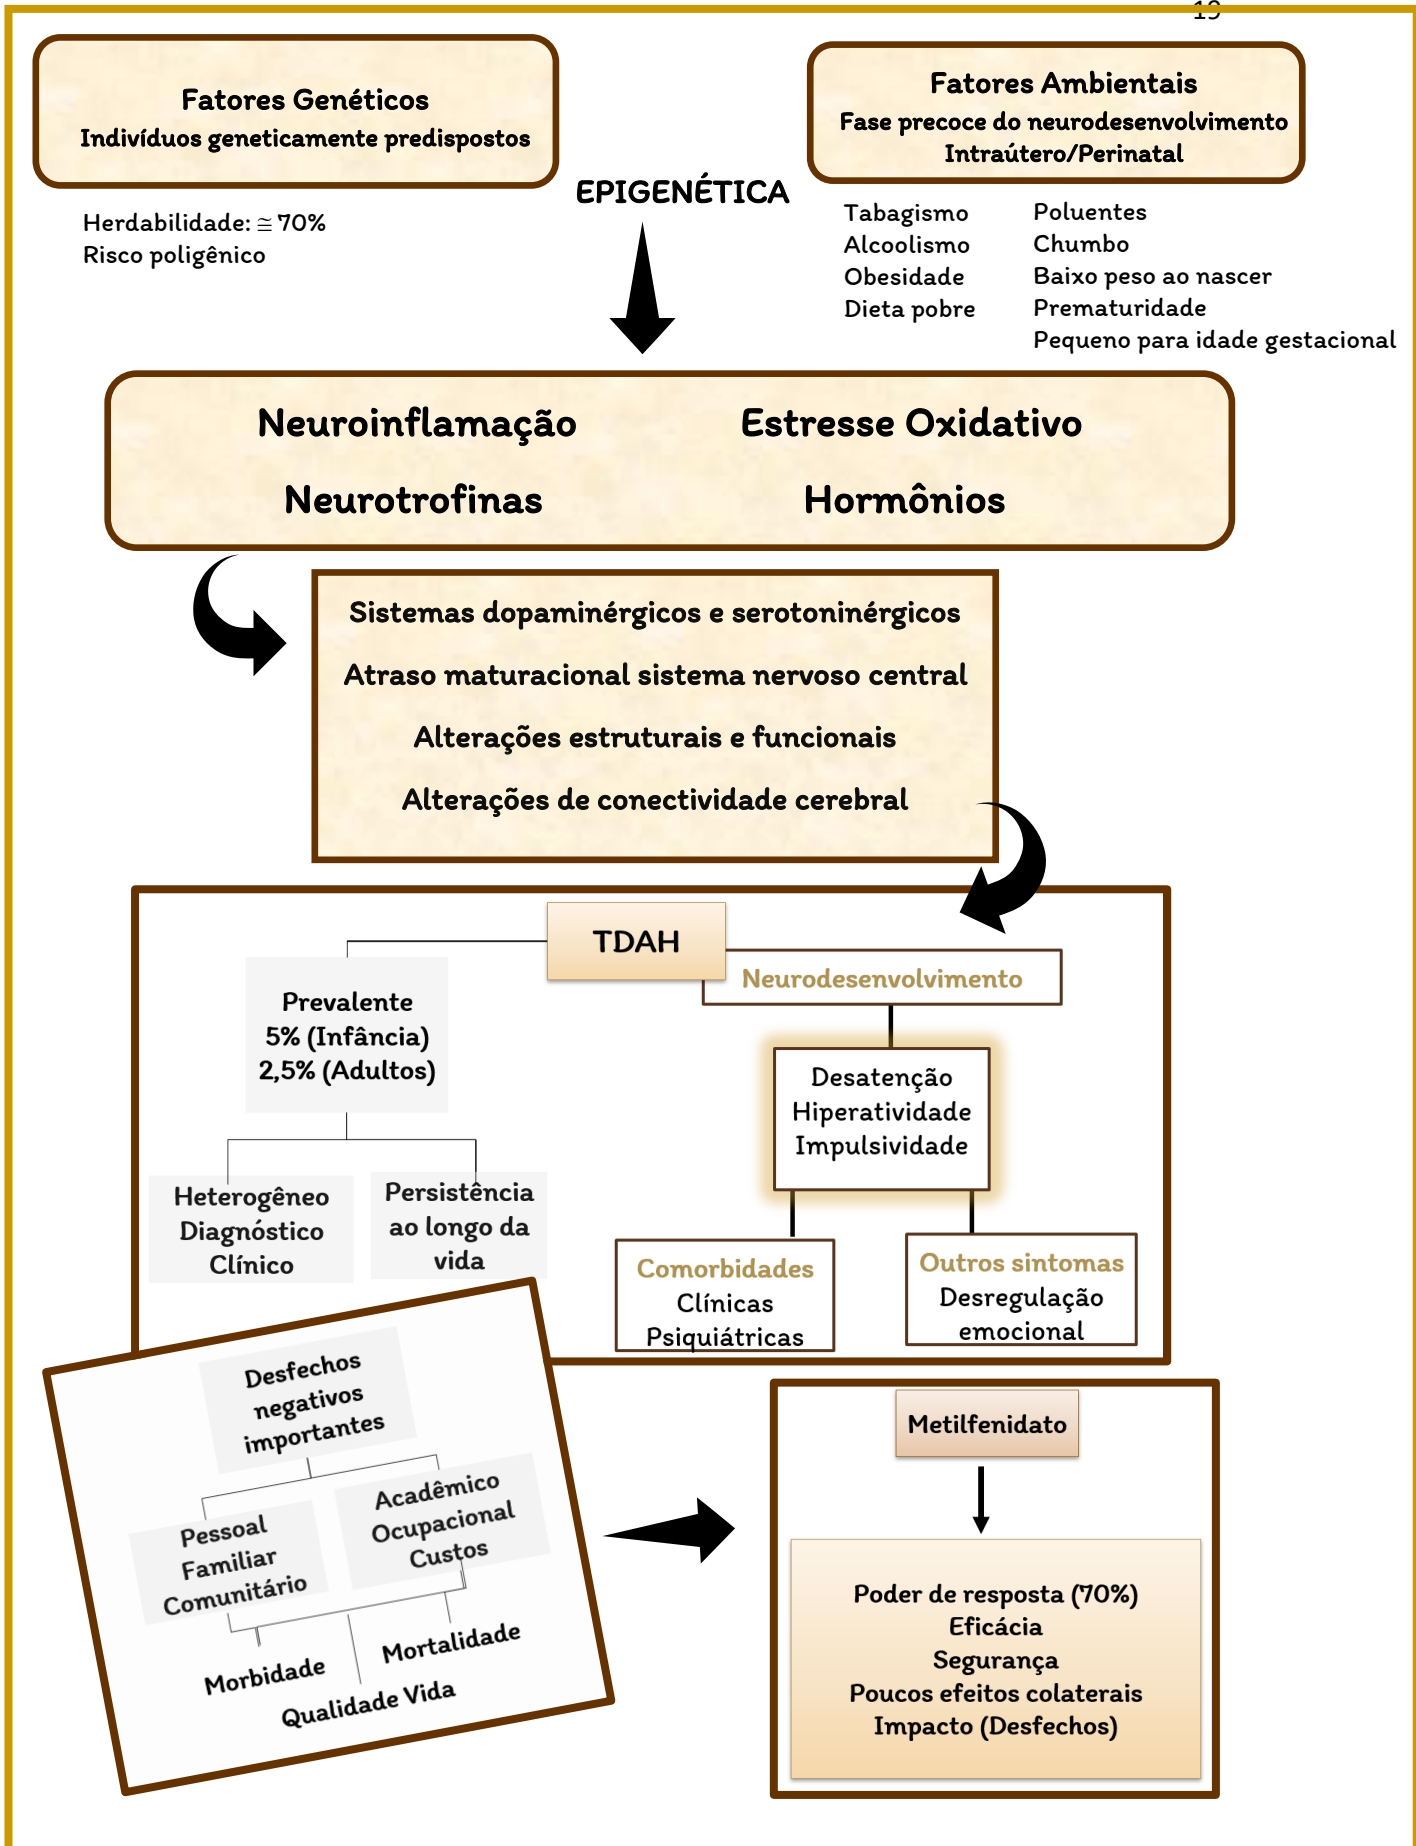 19
Fatores Genéticos
Indivíduos geneticamente predispostos
Herdabilidade: ≅ 70%
Risco poligênico
EPIGENÉTICA
Fatores Ambientais
Fase precoce do neurodesenvolvimento
Intraútero/Perinatal
Tabagismo
Alcoolismo
Obesidade
Dieta pobre
Poluentes
Chumbo
Baixo peso ao nascer
Prematuridade
Pequeno para idade gestacional
Neuroinflamação
Estresse Oxidativo
Neurotrofinas
Hormônios
Sistemas dopaminérgicos e serotoninérgicos
Atraso maturacional sistema nervoso central
Alterações estruturais e funcionais
Alterações de conectividade cerebral
TDAH
Prevalente
5% (Infância)
2,5% (Adultos)
Heterogêneo
Diagnóstico
Clínico
Persistência
ao longo da
vida
Neurodesenvolvimento
Desatenção
Hiperatividade
Impulsividade
Comorbidades
Clínicas
Psiquiátricas
Outros sintomas
Desregulação
emocional
Desfechos
negativos
importantes
Pessoal
Familiar
Comunitário
Acadêmico
Ocupacional
Custos
Morbidade
Mortalidade
Qualidade Vida
Metilfenidato
Poder de resposta (70%)
Eficácia
Segurança
Poucos efeitos colaterais
Impacto (Desfechos)